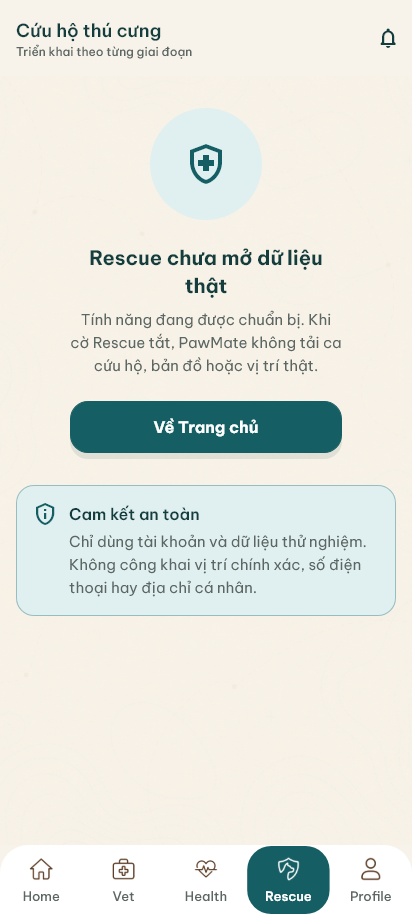 Cứu hộ thú cưng
Triển khai theo từng giai đoạn
Rescue chưa mở dữ liệu
thật
Tính năng đang được chuẩn bị. Khi
cờ Rescue tắt, PawMate không tải ca
cứu hộ, bản đồ hoặc vị trí thật.
Về Trang chủ
Cam kết an toàn
Chỉ dùng tài khoản và dữ liệu thử nghiệm.
Không công khai vị trí chính xác, số điện
thoại hay địa chỉ cá nhân.
Home
Vet
Health
Rescue
Profile